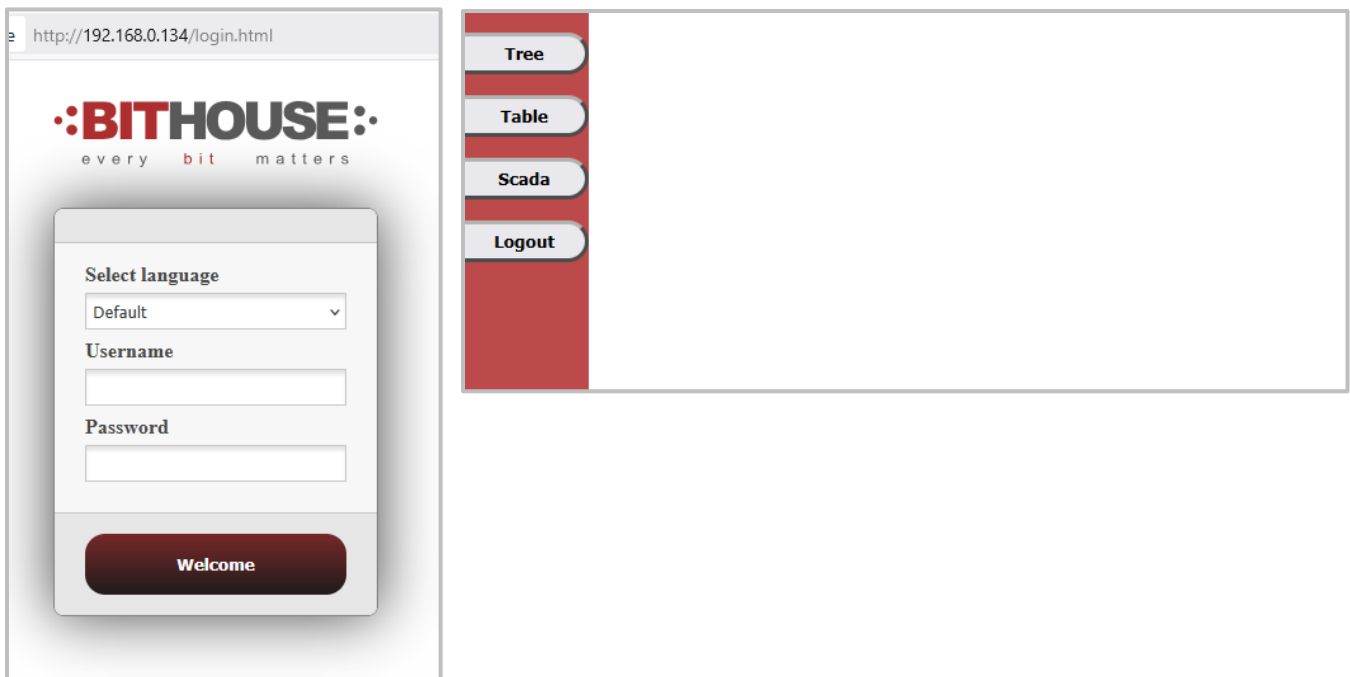 http://192.168.0.134/login.html
BITHOUSE
every bit matters
Select language
Default
Username
Password
Welcome
Tree
Table
Scada
Logout